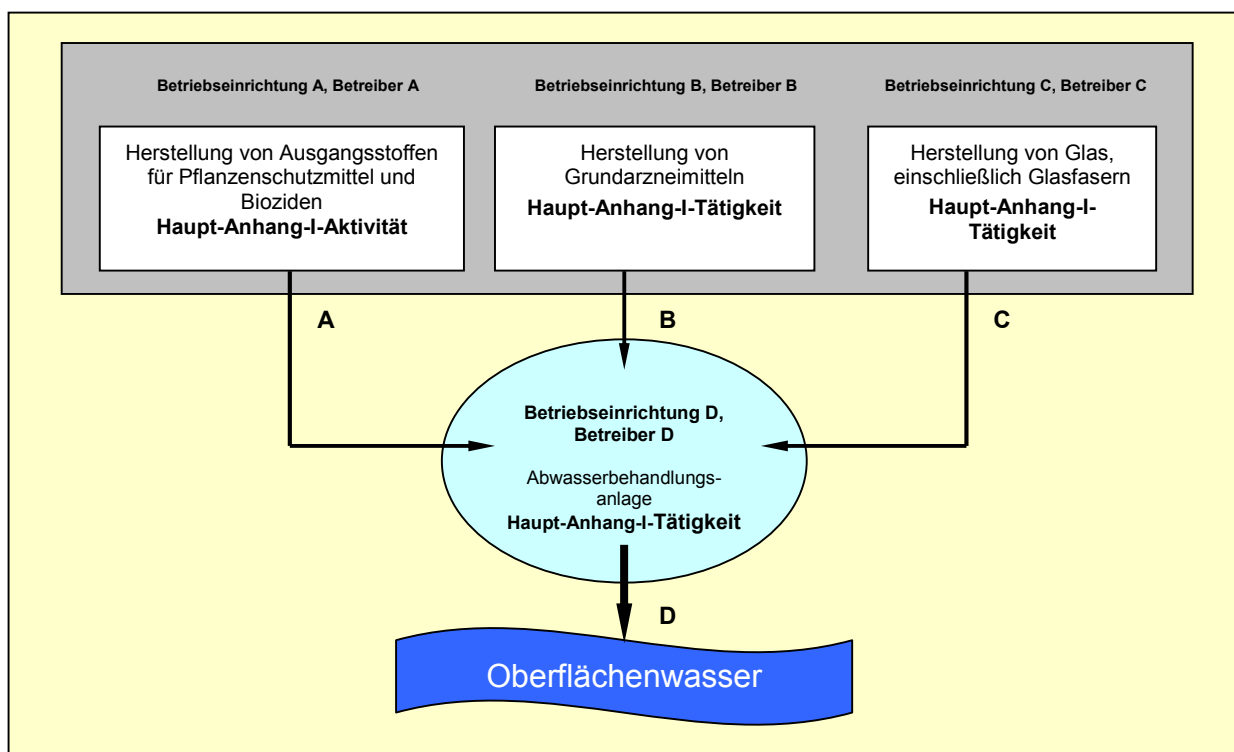 Betriebseinrichtung A, Betreiber A
Betriebseinrichtung B, Betreiber B
Betriebseinrichtung C, Betreiber C
Herstellung von Ausgangsstoffen
für Pflanzenschutzmittel und
Bioziden
Haupt-Anhang-I-Aktivität
Herstellung von
Grundarzneimitteln
Haupt-Anhang-I-Tätigkeit
Herstellung von Glas,
einschließlich Glasfasern
Haupt-Anhang-I-
Tätigkeit
A
B
C
Betriebseinrichtung D,
Betreiber D
Abwasserbehandlungs-
anlage
Haupt-Anhang-I-Tätigkeit
D
Oberflächenwasser